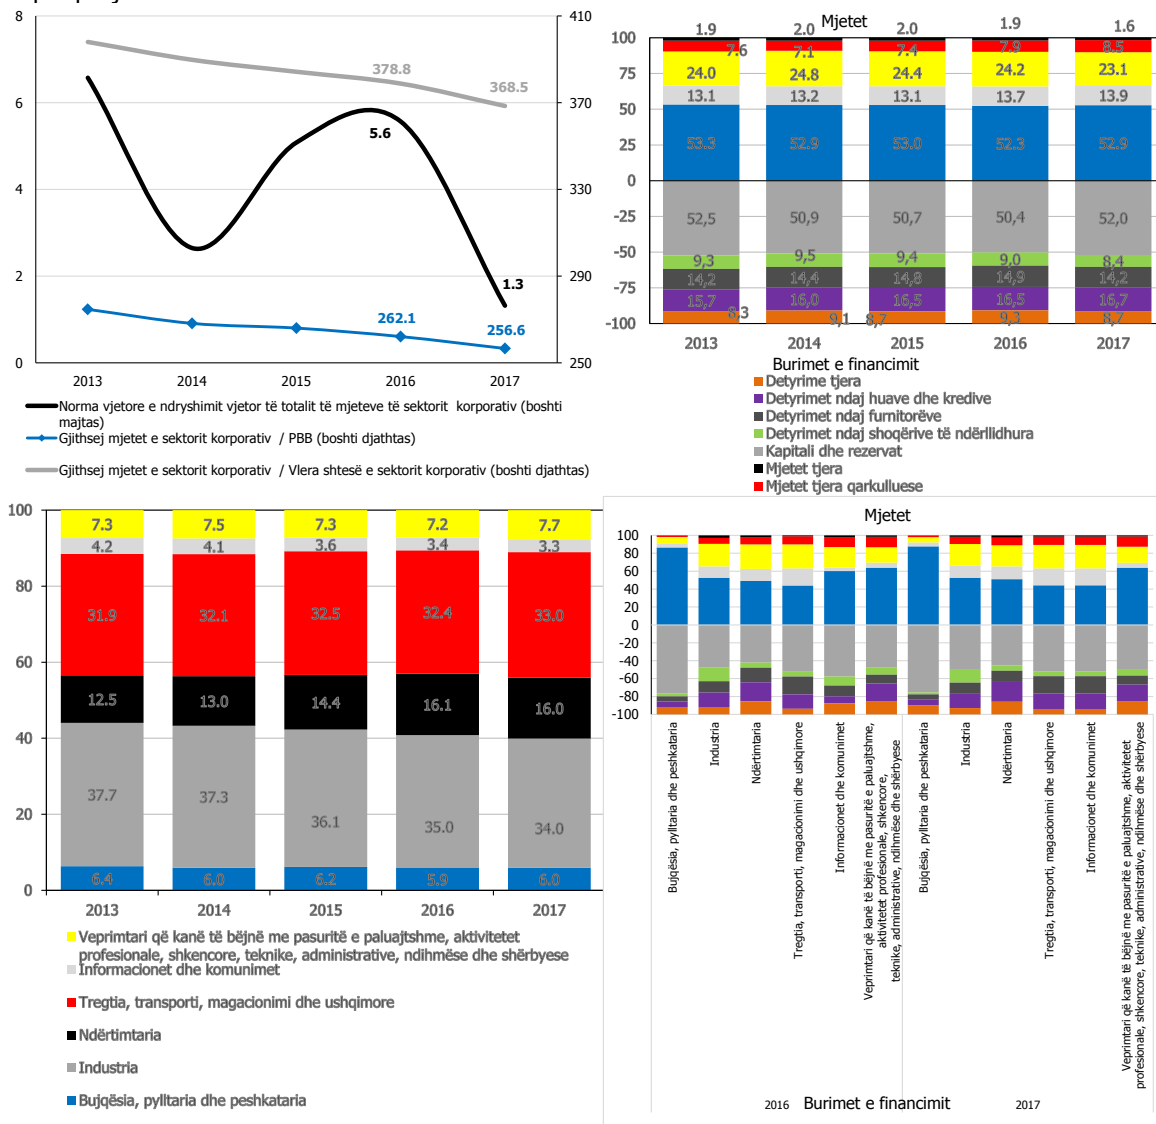 8
6
4
2
0
410
370
330
290
250
378.8
368.5
5.6
1.3
262.1
256.6
2013 2014 2015 2016 2017
Norma vjetore e ndryshimit vjetor të totalit të mjeteve të sektorit korporativ (boshti
majtas)
Gjithsej mjetet e sektorit korporativ / PBB (boshti djathtas)
Gjithsej mjetet e sektorit korporativ / Vlera shtesë e sektorit korporativ (boshti djathtas)
Mjetet
1.9 2.0 2.0 1.9 1.6
100
75
50
25
0
-25
-50
-75
-100
7.6 7.1 7.4 7.9 8.5
24.0 24.8 24.4 24.2 23.1
13.1 13.2 13.1 13.7 13.9
53.3 52.9 53.0 52.3 52.9
52,5 50,9 50,7 50,4 52,0
9,3 9,5 9,4 9,0 8,4
14,2 14,4 14,8 14,9 14,2
15,7 16,0 16,5 16,5 16,7
8,3 9,1 8,7 9,3 8,7
2013 2014 2015 2016 2017
Burimet e financimit
Detyrime tjera
Detyrimet ndaj huave dhe kredive
Detyrimet ndaj furnitorëve
Detyrimet ndaj shoqërive të ndërllidhura
Kapitali dhe rezervat
Mjetet tjera
Mjetet tjera qarkulluese
100
80
60
40
20
0
7.3 7.5 7.3 7.2 7.7
4.2 4.1 3.6 3.4 3.3
31.9 32.1 32.5 32.4 33.0
12.5 13.0 14.4 16.1 16.0
37.7 37.3 36.1 35.0 34.0
6.4 6.0 6.2 5.9 6.0
2013 2014 2015 2016 2017
Veprimtari që kanë të bëjnë me pasuritë e paluajtshme, aktivitetet
profesionale, shkencore, teknike, administrative, ndihmëse dhe shërbyese
Informacionet dhe komunimet
Tregtia, transporti, magacionimi dhe ushqimore
Ndërtimtaria
Industria
Bujqësia, pylltaria dhe peshkataria
Mjetet
100
80
60
40
20
0
-20
-40
-60
-80
-100
Bujqësia, pylltaria dhe peshkataria
Industria
Ndërtimtaria
Tregtia, transporti, magacionimi dhe ushqimore
Informacionet dhe komunimet
Veprimtari që kanë të bëjnë me pasuritë e paluajtshme,
aktivitetet profesionale, shkencore,
teknike, administrative, ndihmëse dhe shërbyese
Bujqësia, pylltaria dhe peshkataria
Industria
Ndërtimtaria
Tregtia, transporti, magacionimi dhe ushqimore
Informacionet dhe komunimet
Veprimtari që kanë të bëjnë me pasuritë e paluajtshme, aktivitetet
profesionale, shkencore, teknike, administrative, ndihmëse dhe shërbyese
2016 Burimet e financimit 2017